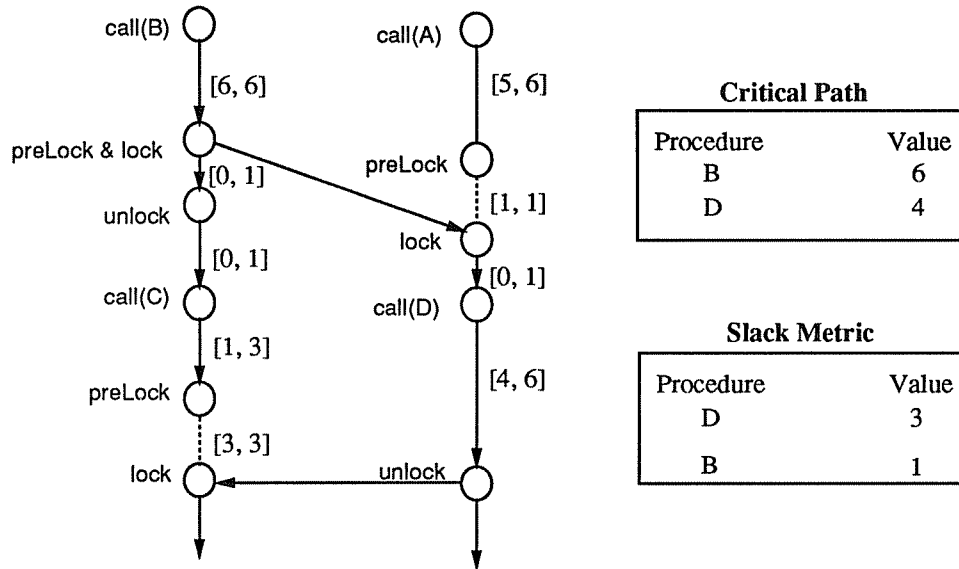 call(B)
call(A)
[6, 6]
[5, 6]
preLock & lock
preLock
[0, 1]
[1, 1]
unlock
lock
[0, 1]
[0, 1]
call(C)
call(D)
[1, 3]
[4, 6]
preLock
[3, 3]
lock
unlock
Critical Path
Procedure Value
B 6
D 4
Slack Metric
Procedure Value
D 3
B 1